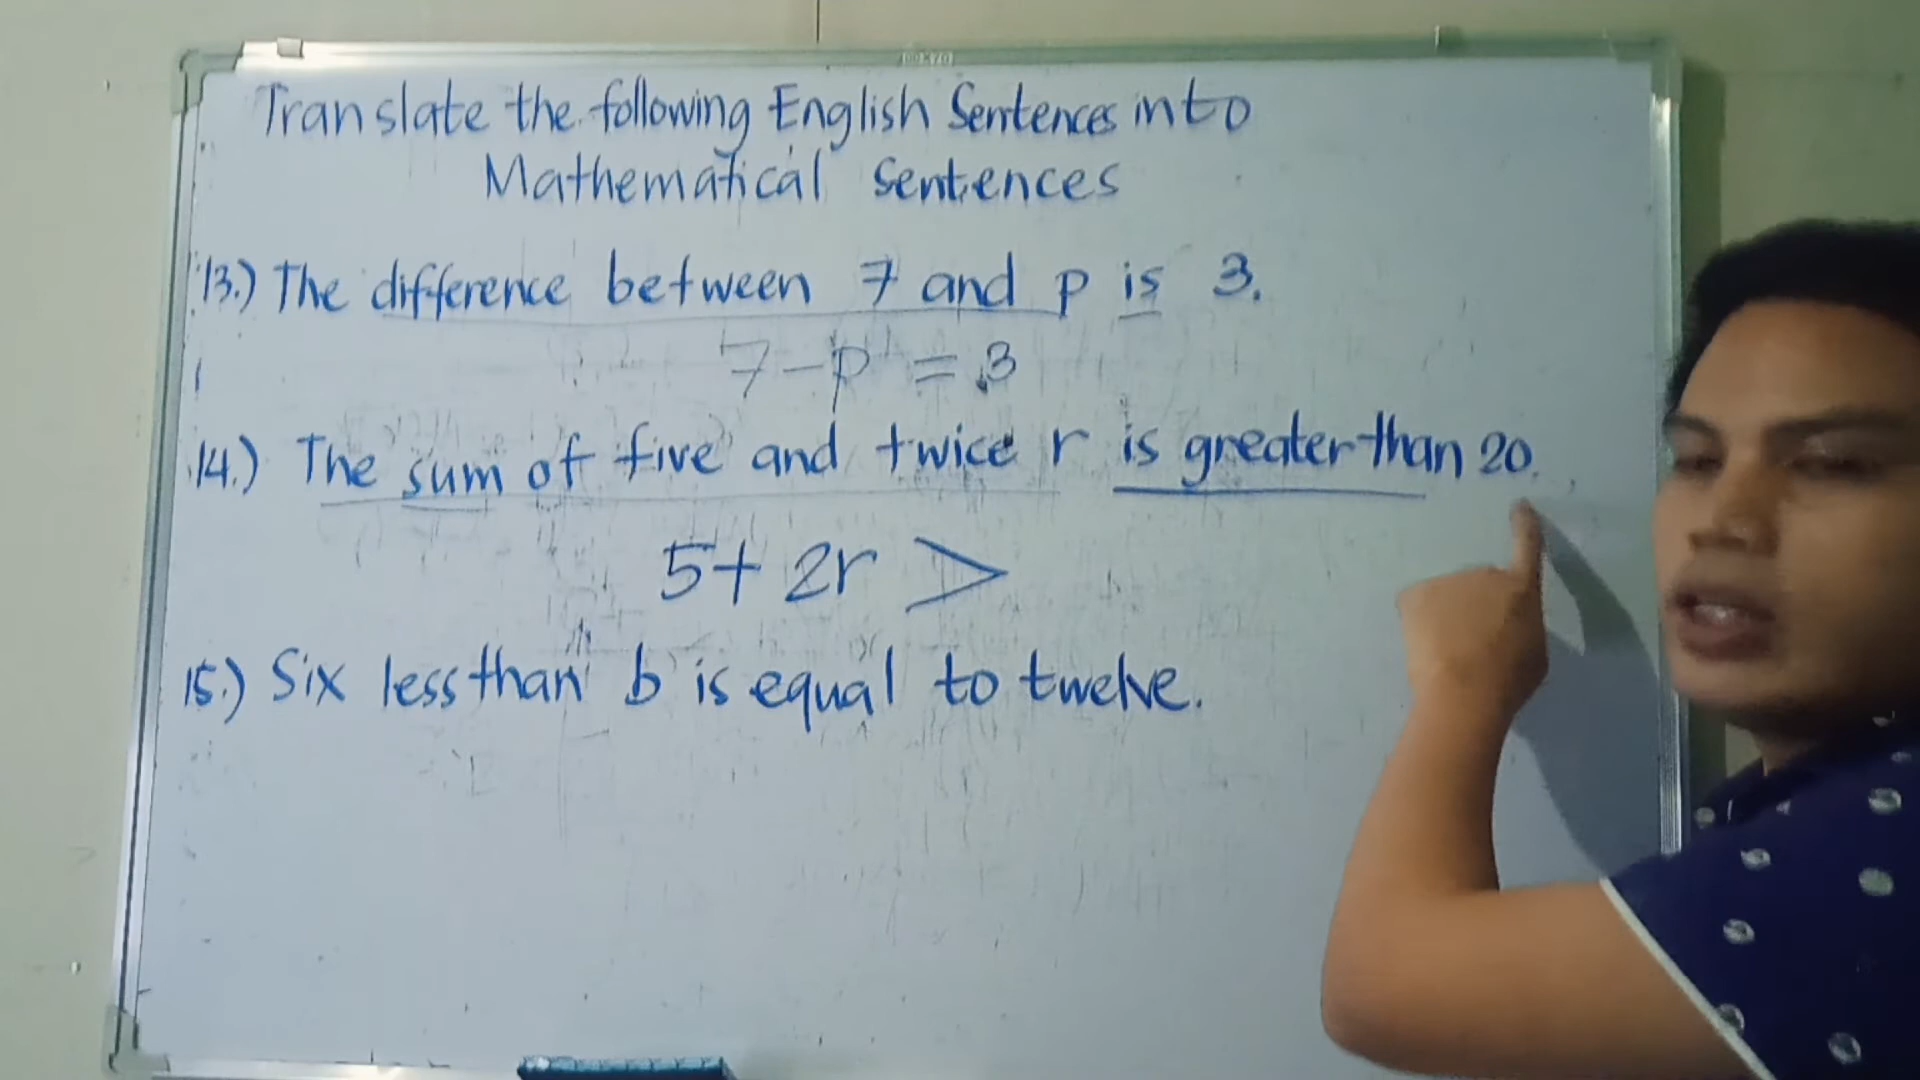 Translate the following English Sentences into
Mathematical Sentences
13.) The difference between 7 and p is 3.
7 - p = 3
14.) The sum of five and twice r is greater than 20.
5 + 2r >
15.) Six less than b is equal to twelve.